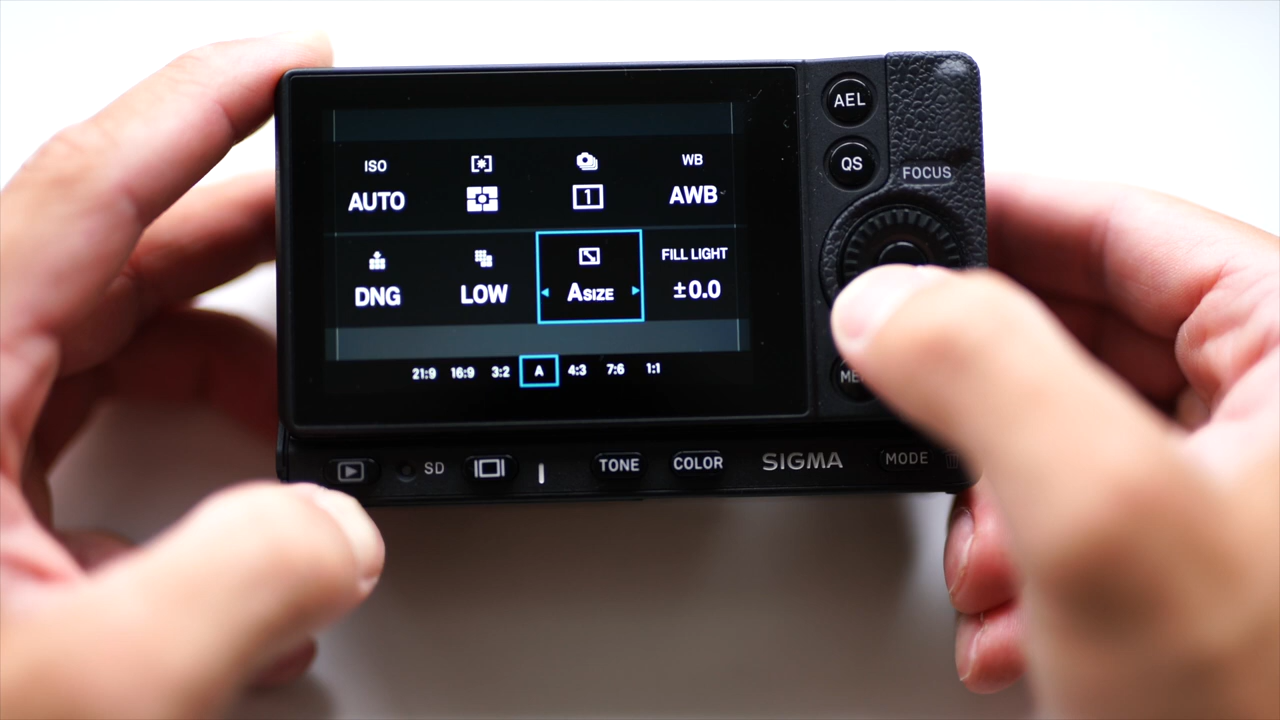 ISO
WB
AUTO
1
AWB
FILL LIGHT
DNG
LOW
ASIZE
±0.0
21:9 16:9 3:2 A 4:3 7:6 1:1
AEL
QS
FOCUS
SD
TONE
COLOR
SIGMA
MODE